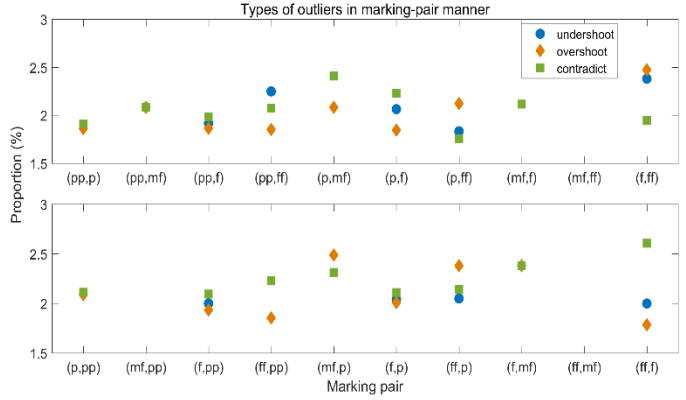 Types of outliers in marking-pair manner
undershoot
overshoot
contradict
3
2.5
2
1.5
(pp,p) (pp,mf) (pp,f) (pp,ff) (p,mf) (p,f) (p,ff) (mf,f) (mf,ff) (f,ff)
Proportion (%)
3
2.5
2
1.5
(p,pp) (mf,pp) (f,pp) (ff,pp) (mf,p) (f,p) (ff,p) (f,mf) (ff,mf) (ff,f)
Marking pair